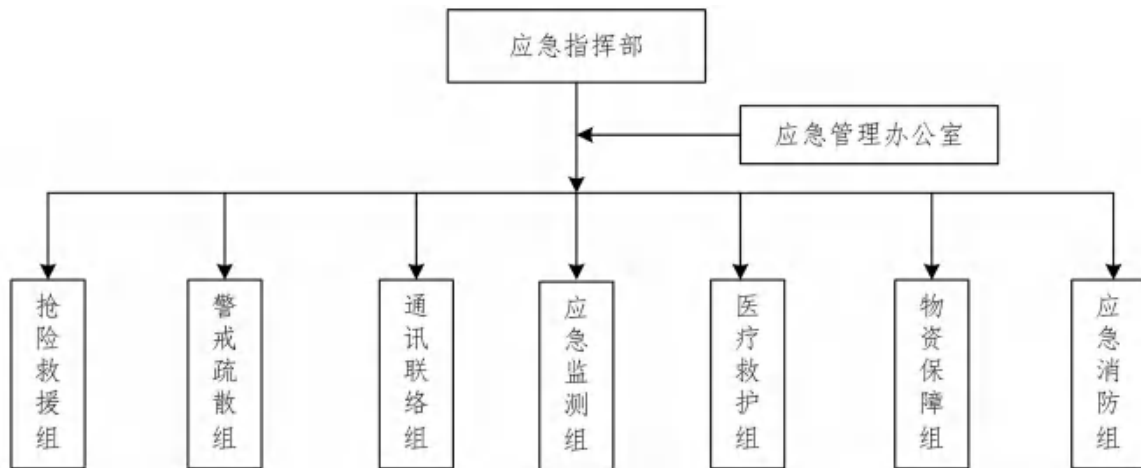 应急指挥部
应急管理办公室
抢险救援组
警戒疏散组
通讯联络组
应急监测组
医疗救护组
物资保障组
应急消防组